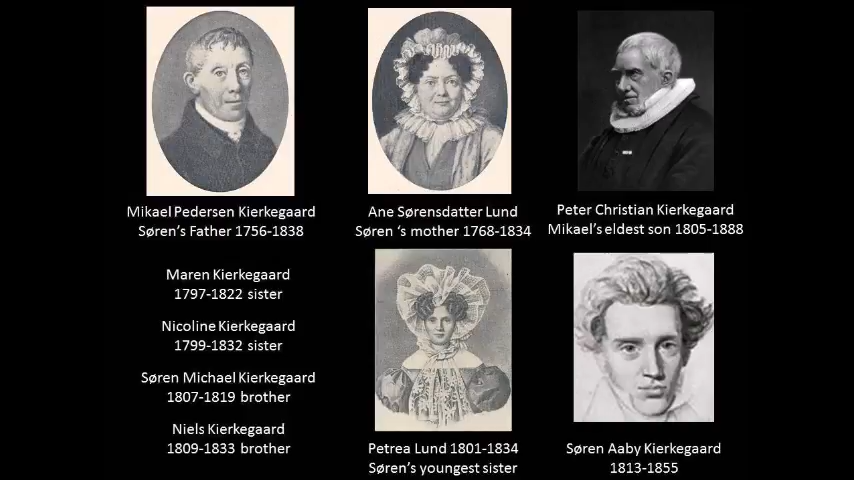 Mikael Pedersen Kierkegaard
Søren's Father 1756-1838
Ane Sørensdatter Lund
Søren 's mother 1768-1834
Peter Christian Kierkegaard
Mikael's eldest son 1805-1888
Maren Kierkegaard
1797-1822 sister
Nicoline Kierkegaard
1799-1832 sister
Søren Michael Kierkegaard
1807-1819 brother
Niels Kierkegaard
1809-1833 brother
Petrea Lund 1801-1834
Søren's youngest sister
Søren Aaby Kierkegaard
1813-1855